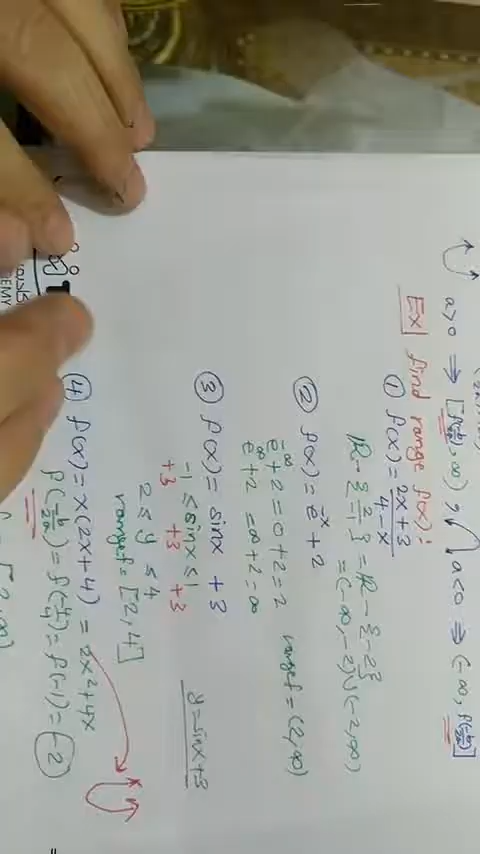 a>0 ⇒ [f(-b/2a), ∞) , a<0 ⇒ (-∞, f(-b/2a)]
Ex find range f(x):
① f(x) = 2x+3 / 4-x
R - {2/-1} = R - {-2}
= (-∞, -2) ∪ (-2, ∞)
② f(x) = e^-x + 2
e^-∞ + 2 = 0 + 2 = 2
e^∞ + 2 = ∞ + 2 = ∞
range f = (2, ∞)
③ f(x) = sinx + 3
-1 ≤ sinx ≤ 1
+3 +3 +3
2 ≤ y ≤ 4
range f = [2, 4]
y = sinx + 3
④ f(x) = x(2x+4) = 2x² + 4x
f(-b/2a) = f(-4/4) = f(-1) = -2